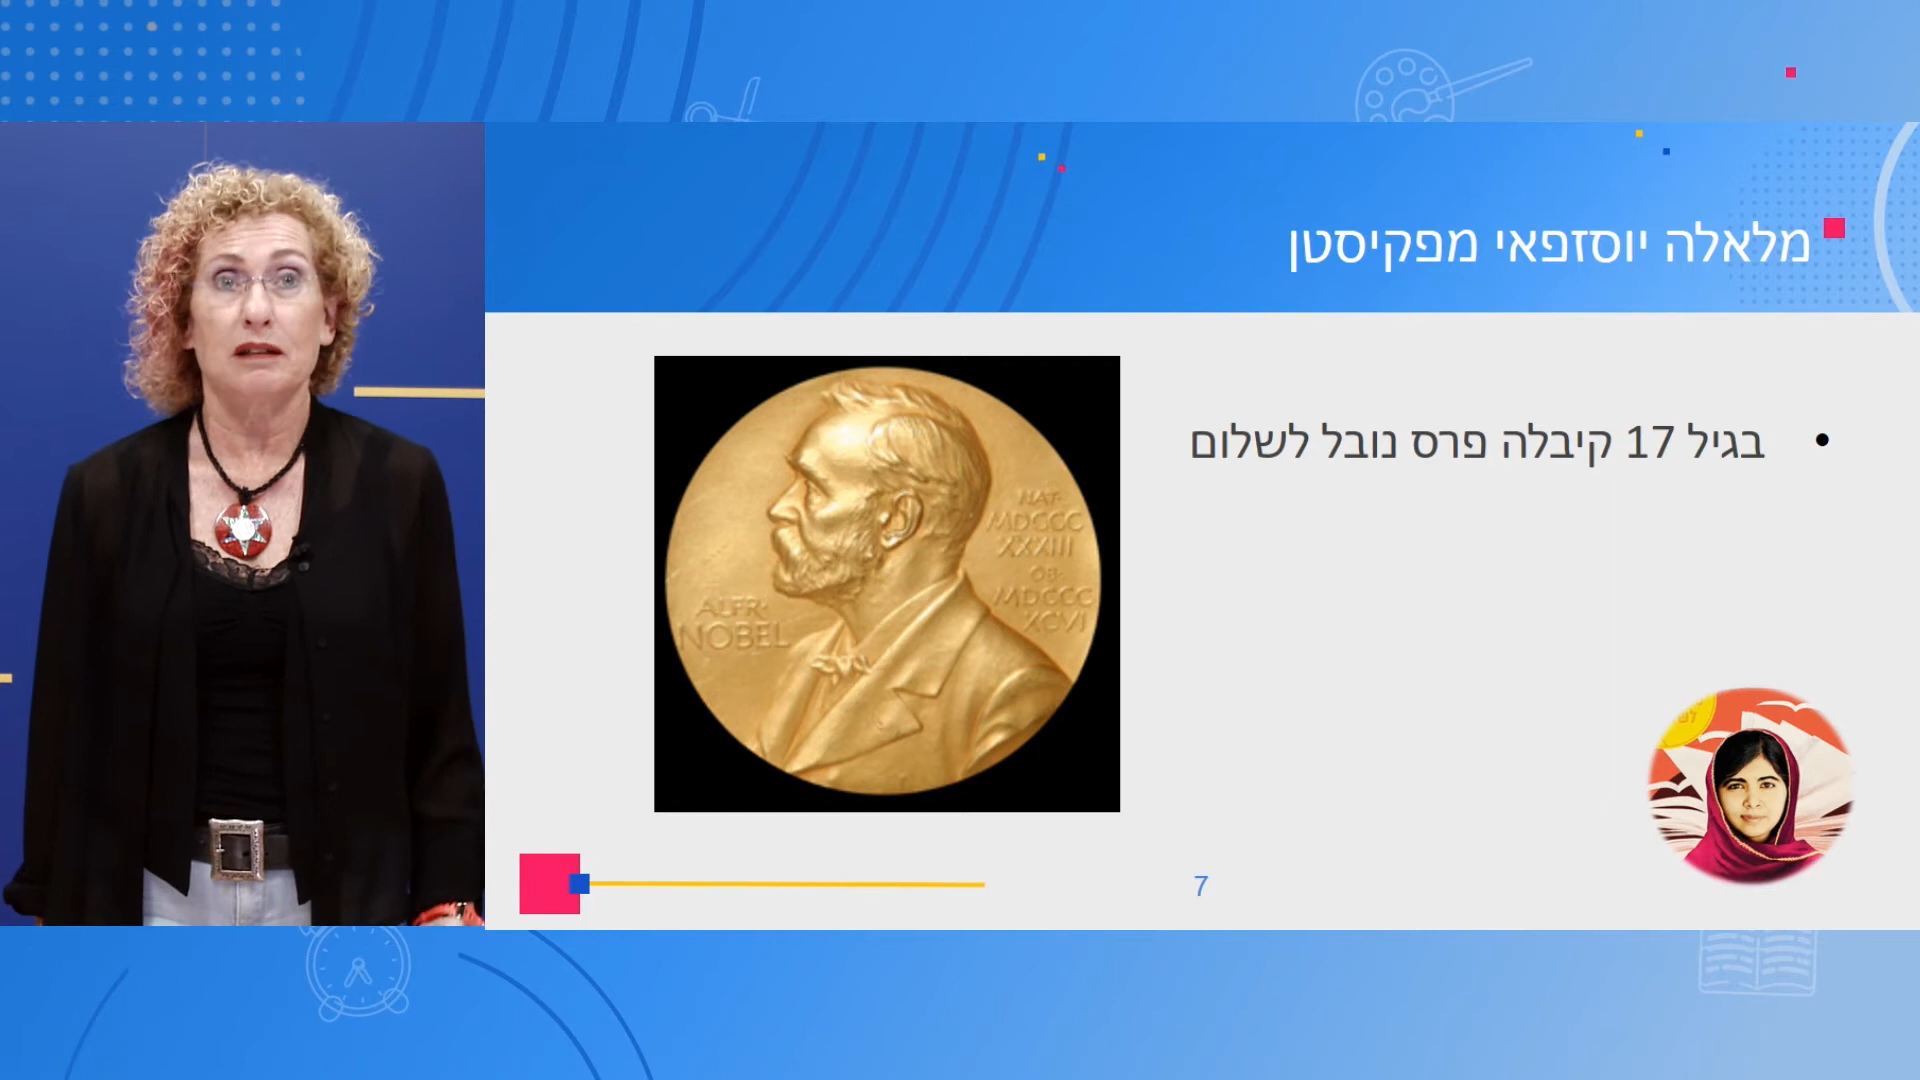 מלאלה יוסזפאי מפקיסטן
• בגיל 17 קיבלה פרס נובל לשלום
NAT·
MDCCC
XXXIII
OB·
MDCCC
XCVI
ALFR·
NOBEL
7